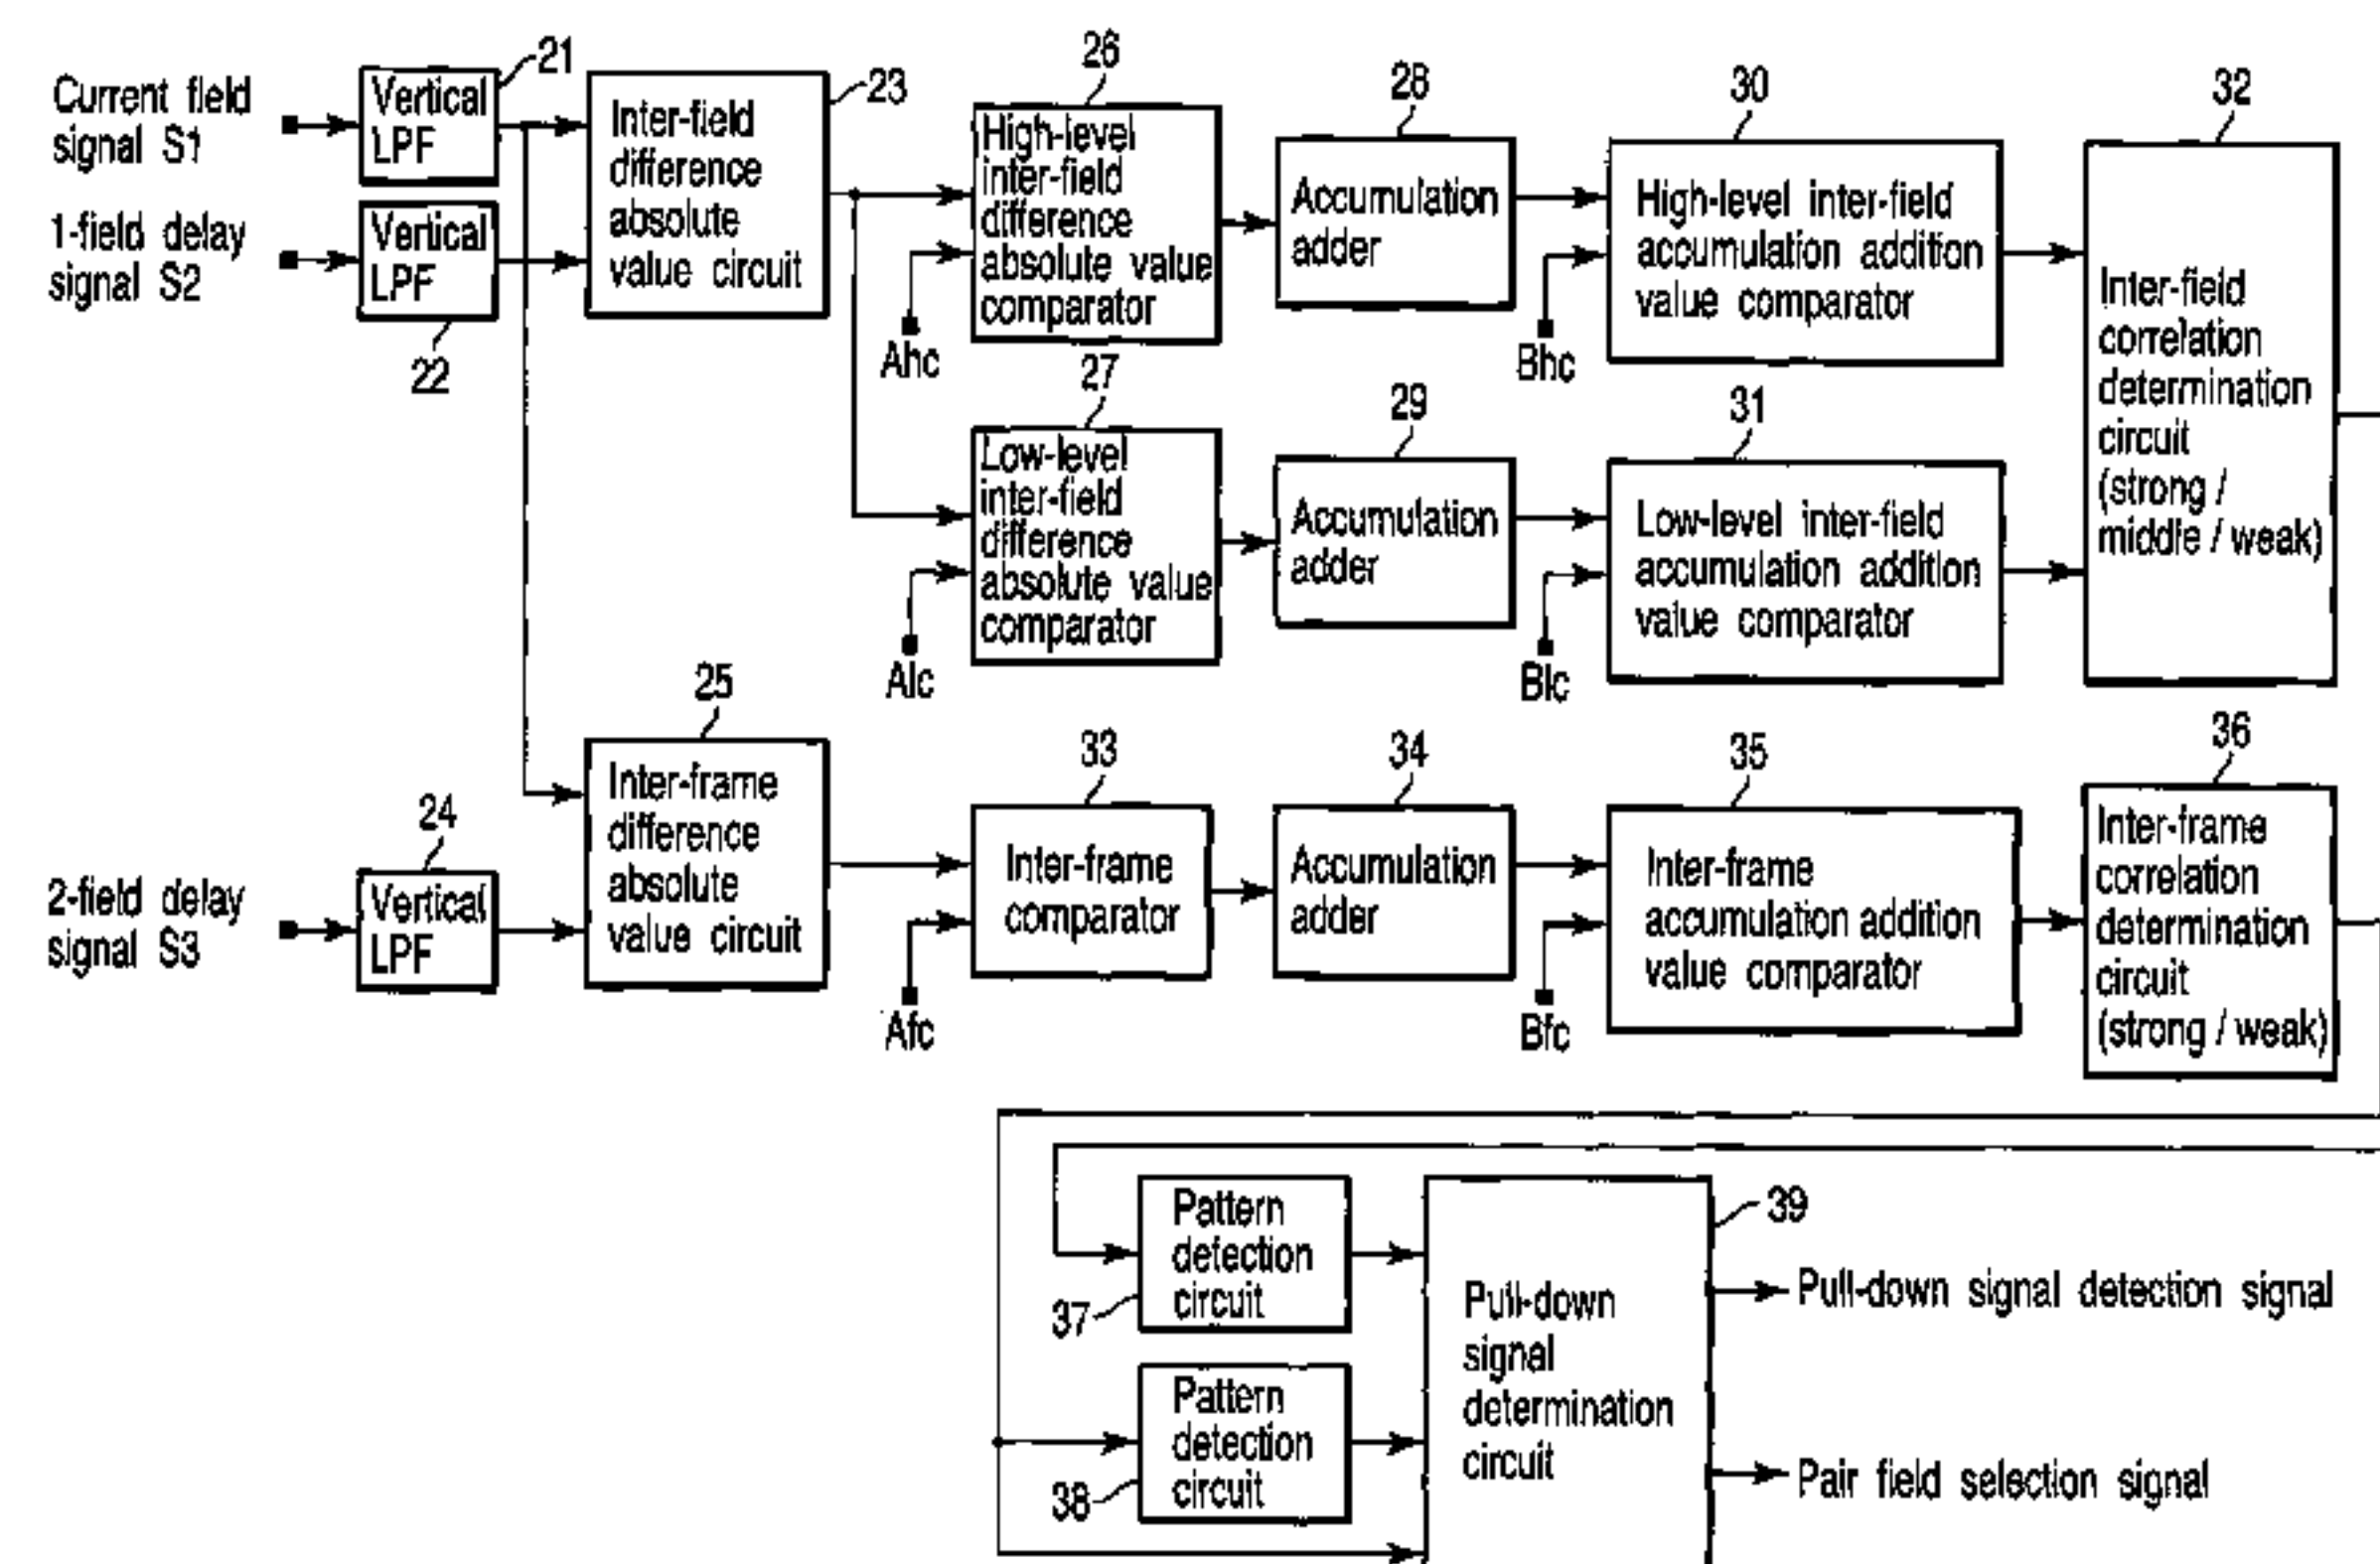 Current field
signal S1
Vertical
LPF
21
1-field delay
signal S2
Vertical
LPF
22
Inter-field
difference
absolute
value circuit
23
26
High-level
inter-field
difference
absolute value
comparator
Ahc
28
Accumulation
adder
30
High-level inter-field
accumulation addition
value comparator
Bhc
32
Inter-field
correlation
determination
circuit
(strong /
middle / weak)
27
Low-level
inter-field
difference
absolute value
comparator
Alc
29
Accumulation
adder
31
Low-level inter-field
accumulation addition
value comparator
Blc
2-field delay
signal S3
24
Vertical
LPF
25
Inter-frame
difference
absolute
value circuit
33
Inter-frame
comparator
Afc
34
Accumulation
adder
35
Inter-frame
accumulation addition
value comparator
Bfc
36
Inter-frame
correlation
determination
circuit
(strong / weak)
Pattern
detection
circuit
37
Pattern
detection
circuit
38
39
Pull-down
signal
determination
circuit
Pull-down signal detection signal
Pair field selection signal